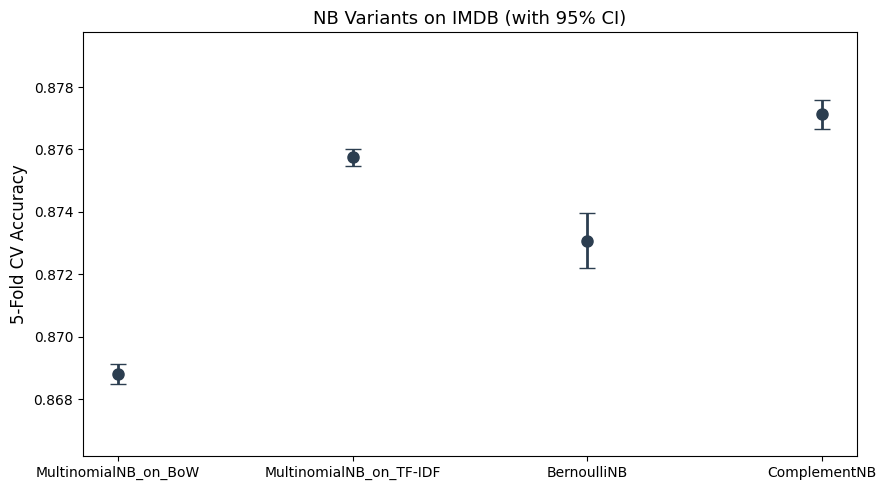 NB Variants on IMDB (with 95% CI)
5-Fold CV Accuracy
0.878
0.876
0.874
0.872
0.870
0.868
MultinomialNB_on_BoW
MultinomialNB_on_TF-IDF
BernoulliNB
ComplementNB